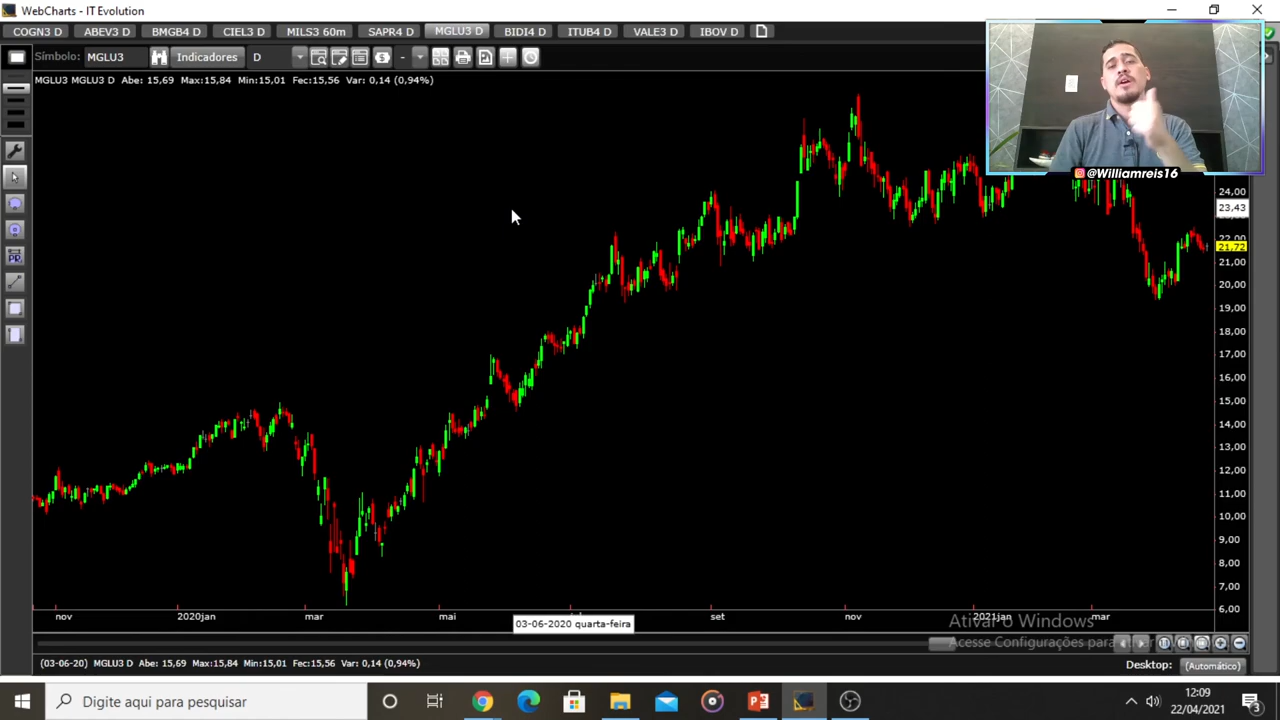 WebCharts - IT Evolution
COGN3 D ABEV3 D BMGB4 D CIEL3 D MILS3 60m SAPR4 D MGLU3 D BIDI4 D ITUB4 D VALE3 D IBOV D
Símbolo: MGLU3 Indicadores D -
MGLU3 MGLU3 D Abe: 15,69 Max:15,84 Min:15,01 Fec:15,56 Var: 0,14 (0,94%)
@Williamreis16
24,00
23,43
22,00
21,72
21,00
20,00
19,00
18,00
17,00
16,00
15,00
14,00
13,00
12,00
11,00
10,00
9,00
8,00
7,00
6,00
nov 2020jan mar mai set nov 2021jan mar
03-06-2020 quarta-feira
Ativar o Windows
Acesse Configurações para
(03-06-20) MGLU3 D Abe: 15,69 Max:15,84 Min:15,01 Fec:15,56 Var: 0,14 (0,94%)
Desktop: (Automático)
Digite aqui para pesquisar
12:09
22/04/2021
3